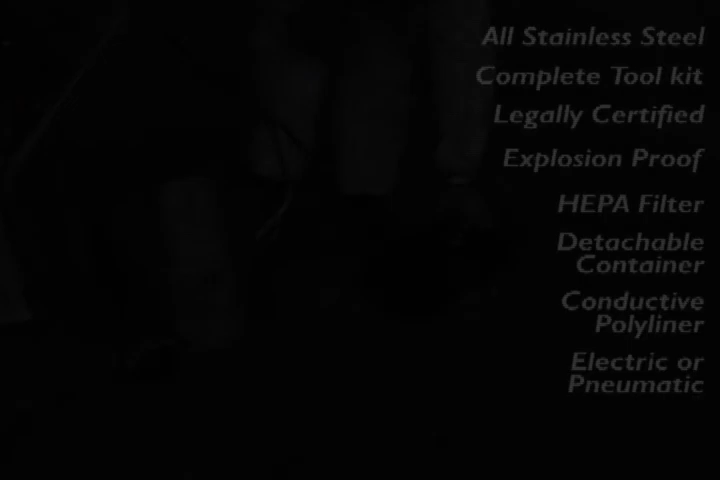 All Stainless Steel
Complete Tool kit
Legally Certified
Explosion Proof
HEPA Filter
Detachable
Container
Conductive
Polyliner
Electric or
Pneumatic